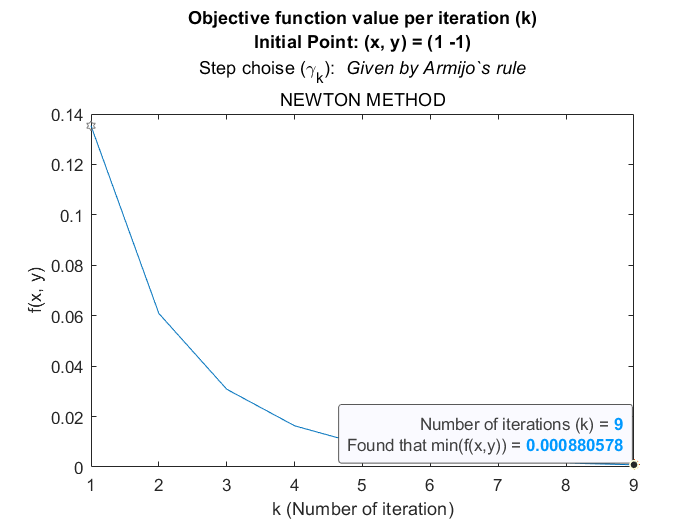 Objective function value per iteration (k)
Initial Point: (x, y) = (1 -1)
Step choise (γk): Given by Armijo`s rule
NEWTON METHOD
0.14
0.12
0.1
0.08
0.06
0.04
0.02
0
f(x, y)
Number of iterations (k) = 9
Found that min(f(x,y)) = 0.000880578
1 2 3 4 5 6 7 8 9
k (Number of iteration)